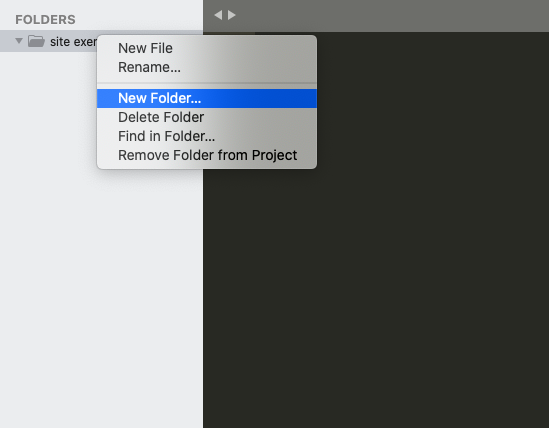 FOLDERS
site exer
New File
Rename...
New Folder...
Delete Folder
Find in Folder...
Remove Folder from Project